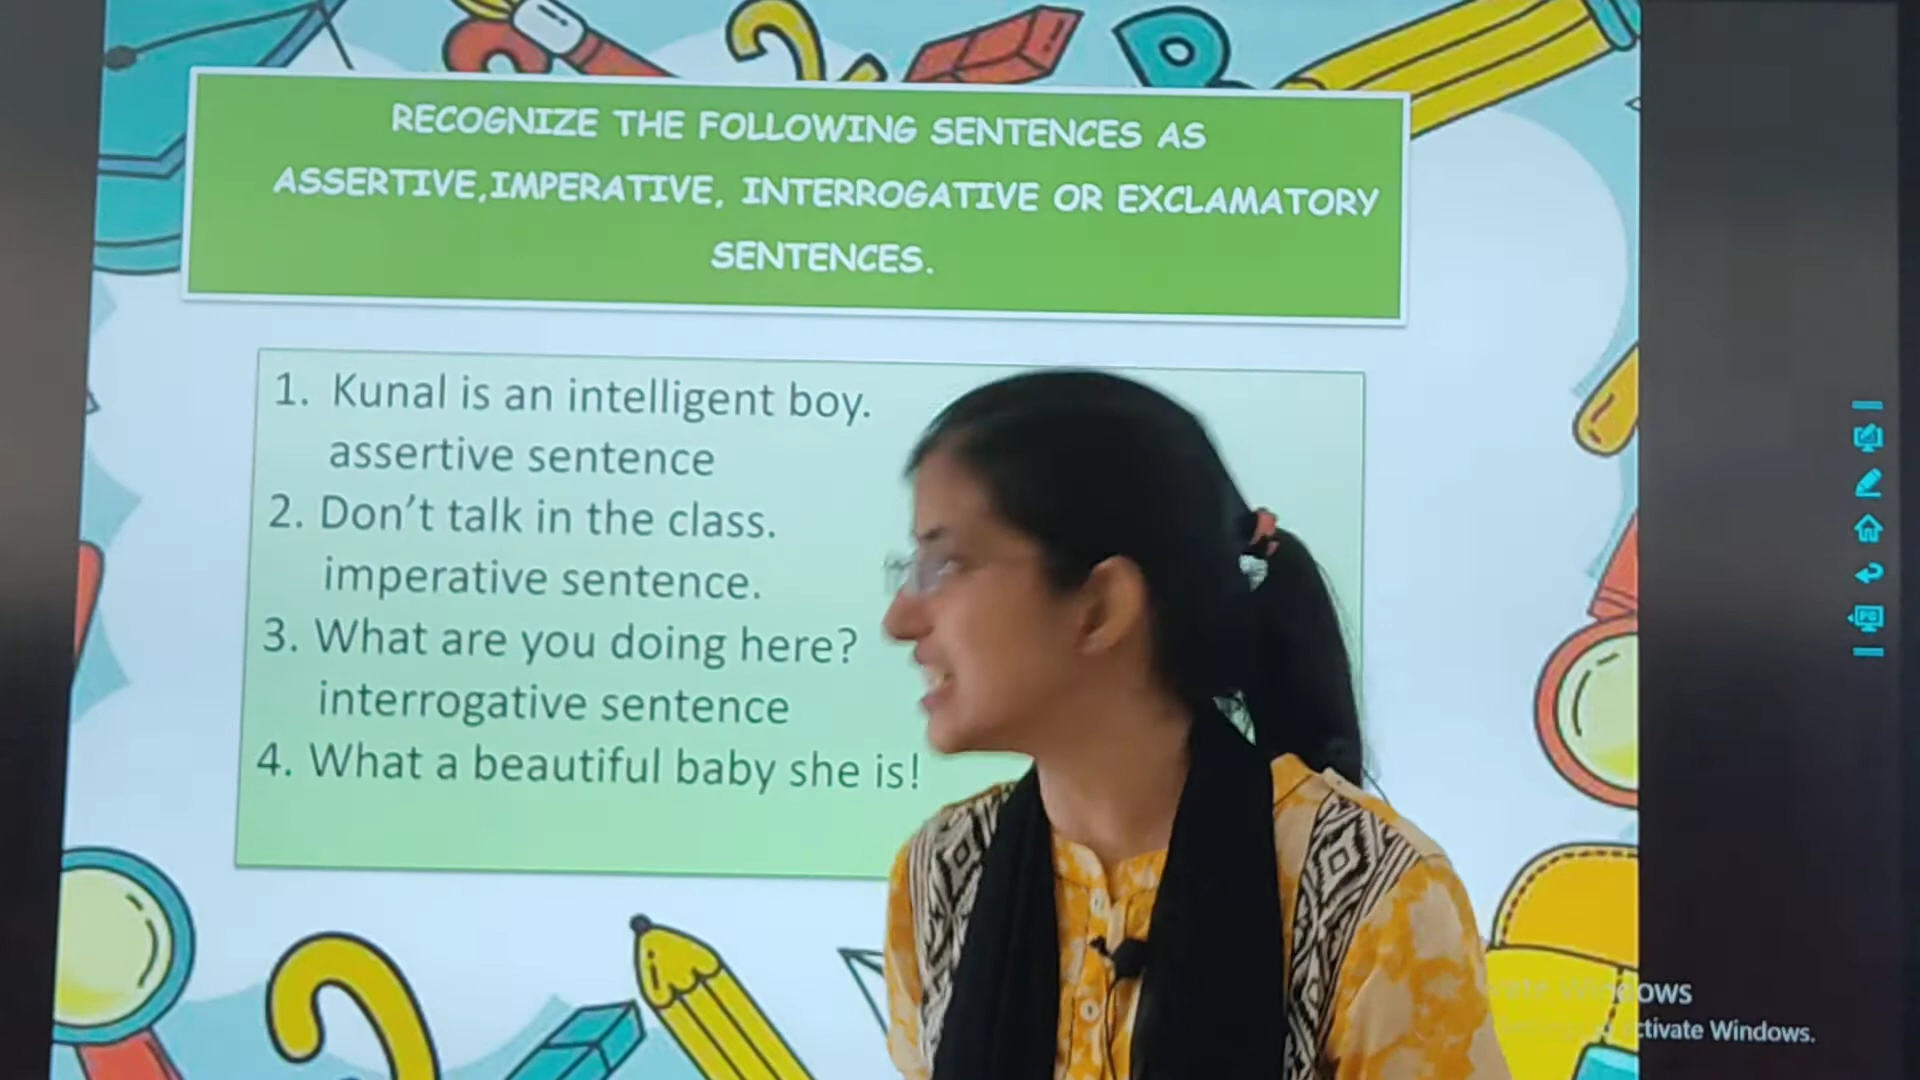 RECOGNIZE THE FOLLOWING SENTENCES AS
ASSERTIVE,IMPERATIVE, INTERROGATIVE OR EXCLAMATORY
SENTENCES.
1. Kunal is an intelligent boy.
assertive sentence
2. Don't talk in the class.
imperative sentence.
3. What are you doing here?
interrogative sentence
4. What a beautiful baby she is!
Windows
Activate Windows.